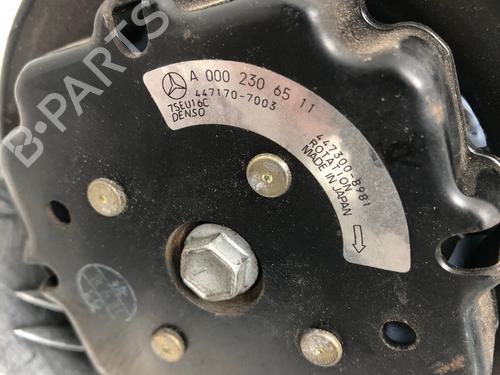 A 000 230 65 11
447170-7003
7SEU16C
DENSO
447300-8981
ROTATION
MADE IN JAPAN
B-PARTS